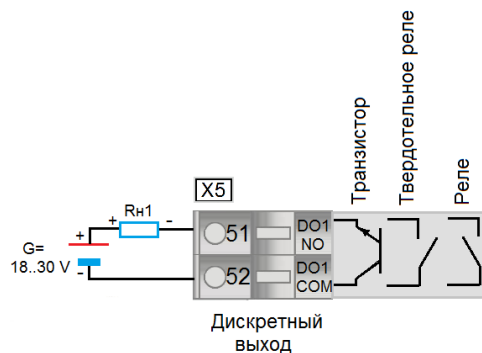 Транзистор
Твердотельное реле
Реле
X5
+ Rн1 -
51 DO1 NO
+
G=
18..30 V
-
52 DO1 COM
Дискретный
выход